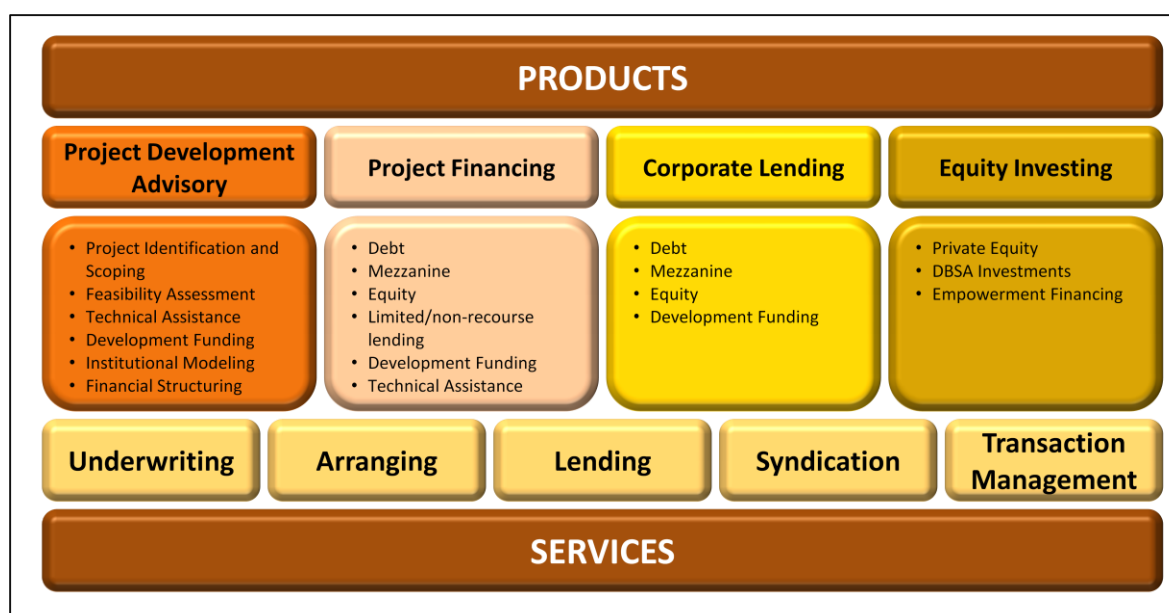 PRODUCTS
Project Development
Advisory
Project Financing
Corporate Lending
Equity Investing
• Project Identification and
Scoping
• Feasibility Assessment
• Technical Assistance
• Development Funding
• Institutional Modeling
• Financial Structuring
• Debt
• Mezzanine
• Equity
• Limited/non-recourse
lending
• Development Funding
• Technical Assistance
• Debt
• Mezzanine
• Equity
• Development Funding
• Private Equity
• DBSA Investments
• Empowerment Financing
Underwriting
Arranging
Lending
Syndication
Transaction
Management
SERVICES